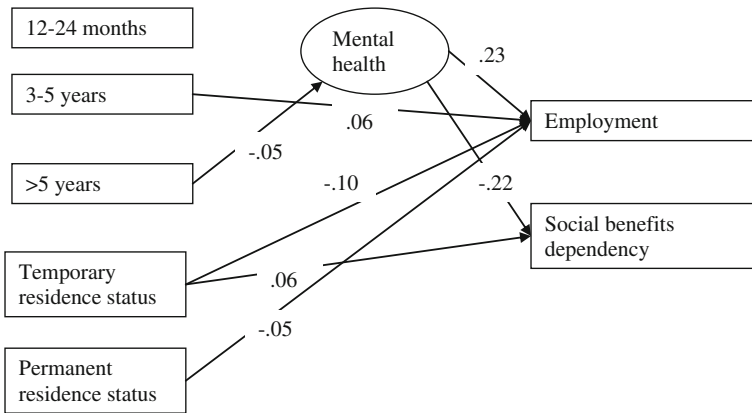 12-24 months
Mental
health
.23
3-5 years
.06
Employment
-.05
>5 years
-.10
-.22
Social benefits
dependency
Temporary
residence status
.06
-.05
Permanent
residence status